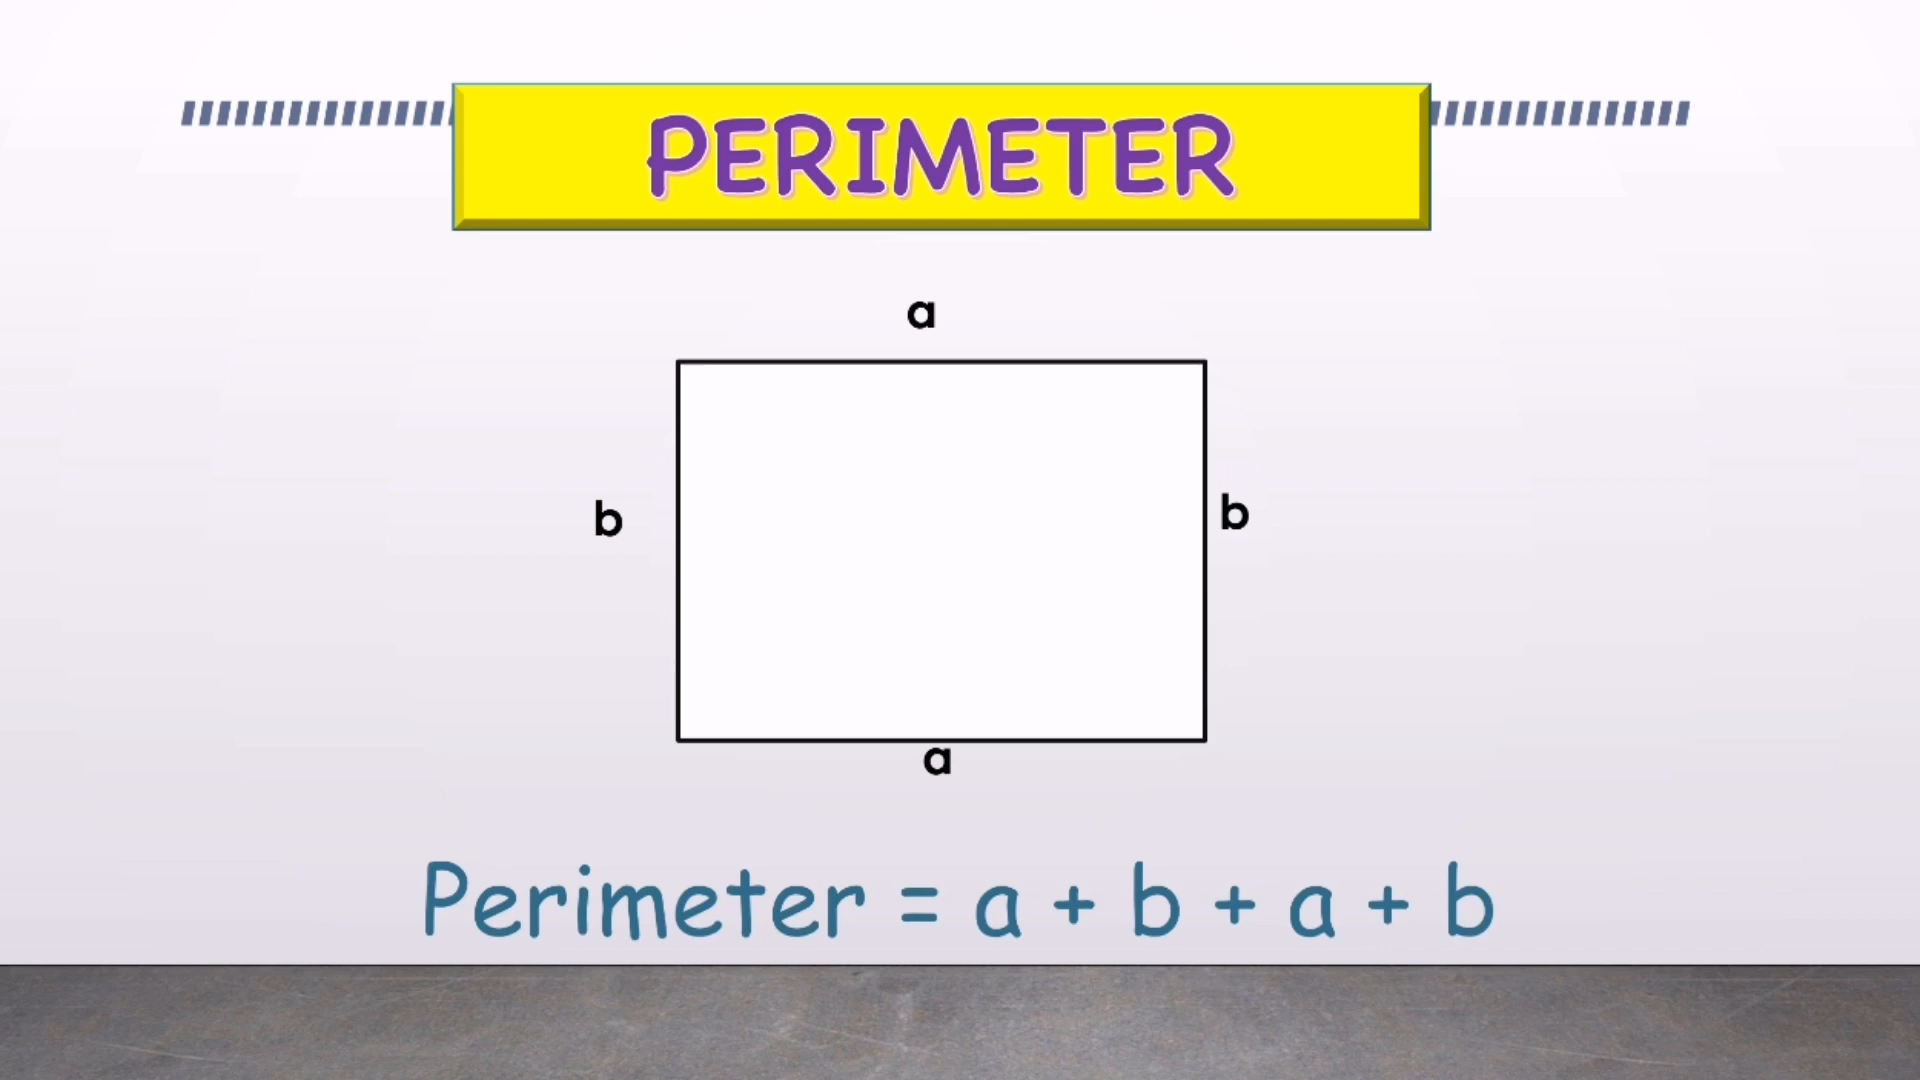 PERIMETER
a
b
b
a
Perimeter = a + b + a + b